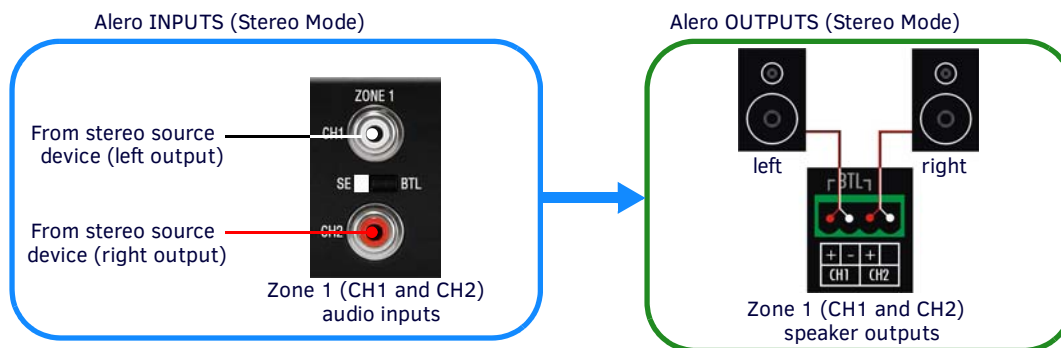 Alero INPUTS (Stereo Mode)
Alero OUTPUTS (Stereo Mode)
ZONE 1
CH1
From stereo source
device (left output)
SE
BTL
From stereo source
device (right output)
CH2
Zone 1 (CH1 and CH2)
audio inputs
left
right
BTL
+ - +
CH1 CH2
Zone 1 (CH1 and CH2)
speaker outputs